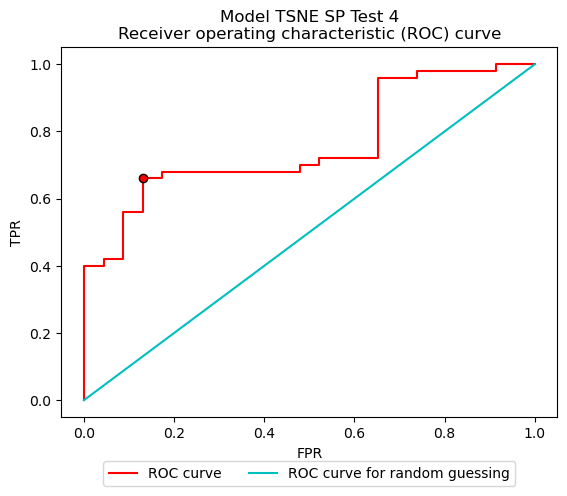 Model TSNE SP Test 4
Receiver operating characteristic (ROC) curve
1.0
0.8
0.6
0.4
0.2
0.0
TPR
0.0 0.2 0.4 0.6 0.8 1.0
FPR
ROC curve ROC curve for random guessing